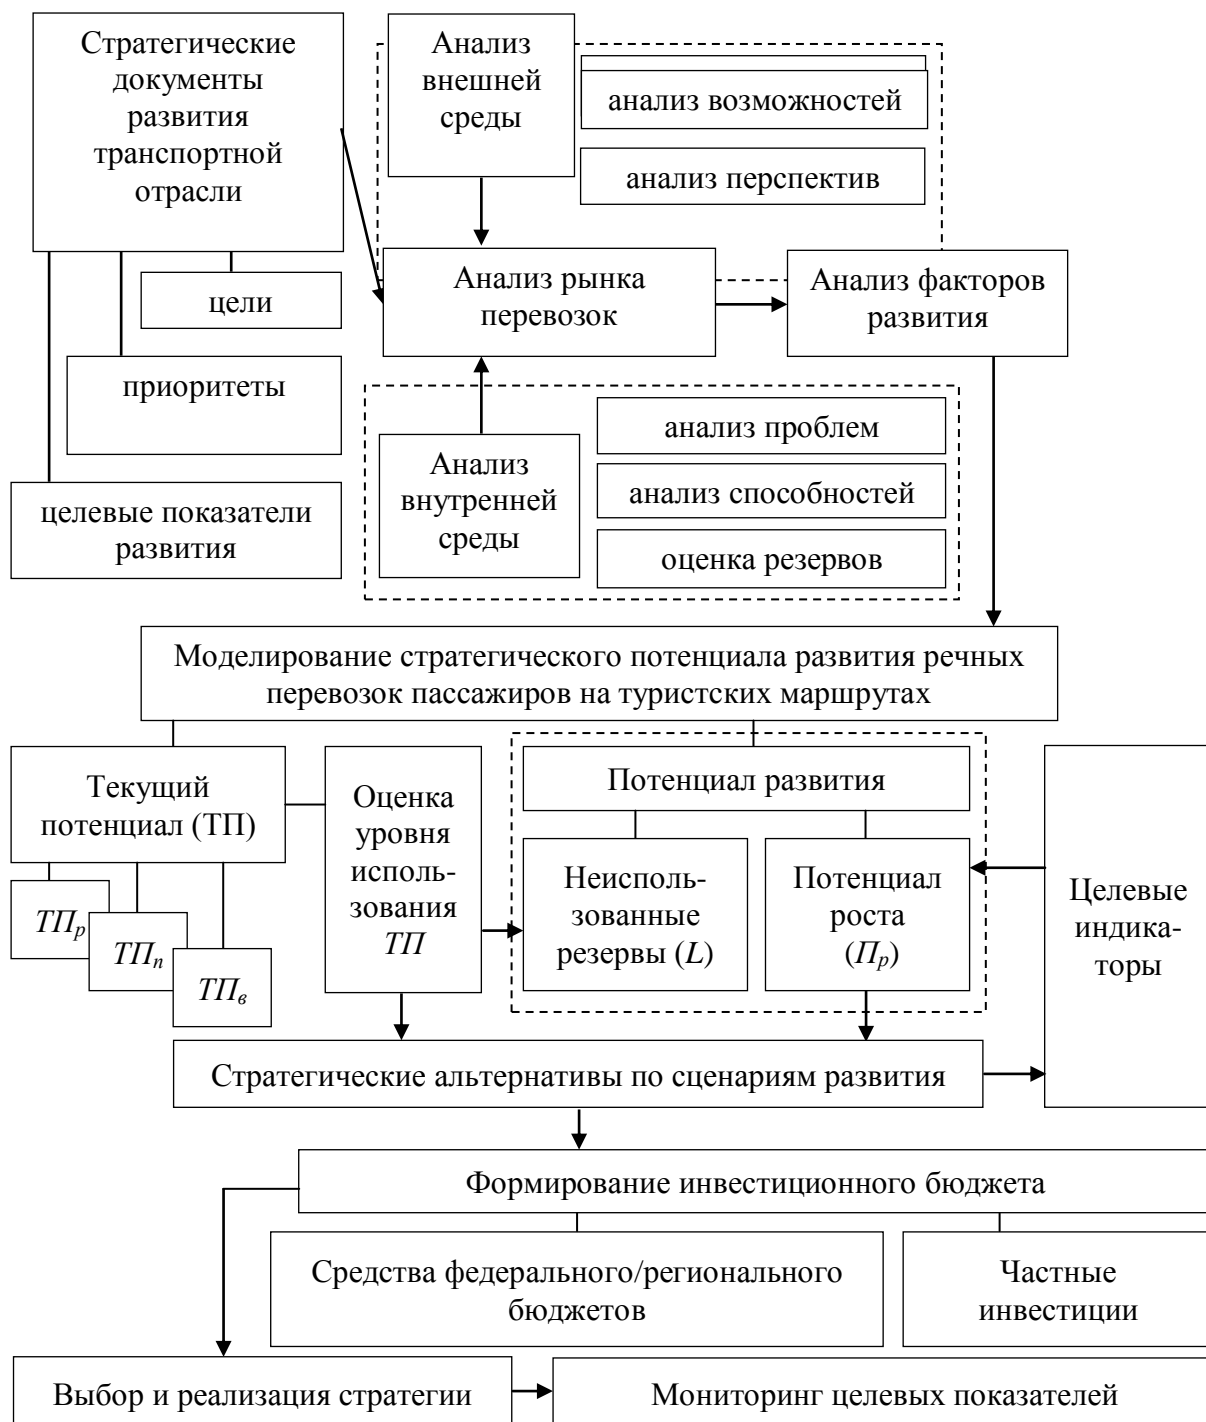 Стратегические
документы
развития
транспортной
отрасли
цели
приоритеты
целевые показатели
развития
Анализ
внешней
среды
анализ возможностей
анализ перспектив
Анализ рынка
перевозок
Анализ факторов
развития
Анализ
внутренней
среды
анализ проблем
анализ способностей
оценка резервов
Моделирование стратегического потенциала развития речных
перевозок пассажиров на туристских маршрутах
Текущий
потенциал (ТП)
ТПр
ТПп
ТПв
Оценка
уровня
исполь-
зования
ТП
Потенциал развития
Неисполь-
зованные
резервы (L)
Потенциал
роста
(Пр)
Целевые
индика-
торы
Стратегические альтернативы по сценариям развития
Формирование инвестиционного бюджета
Средства федерального/регионального
бюджетов
Частные
инвестиции
Выбор и реализация стратегии
Мониторинг целевых показателей